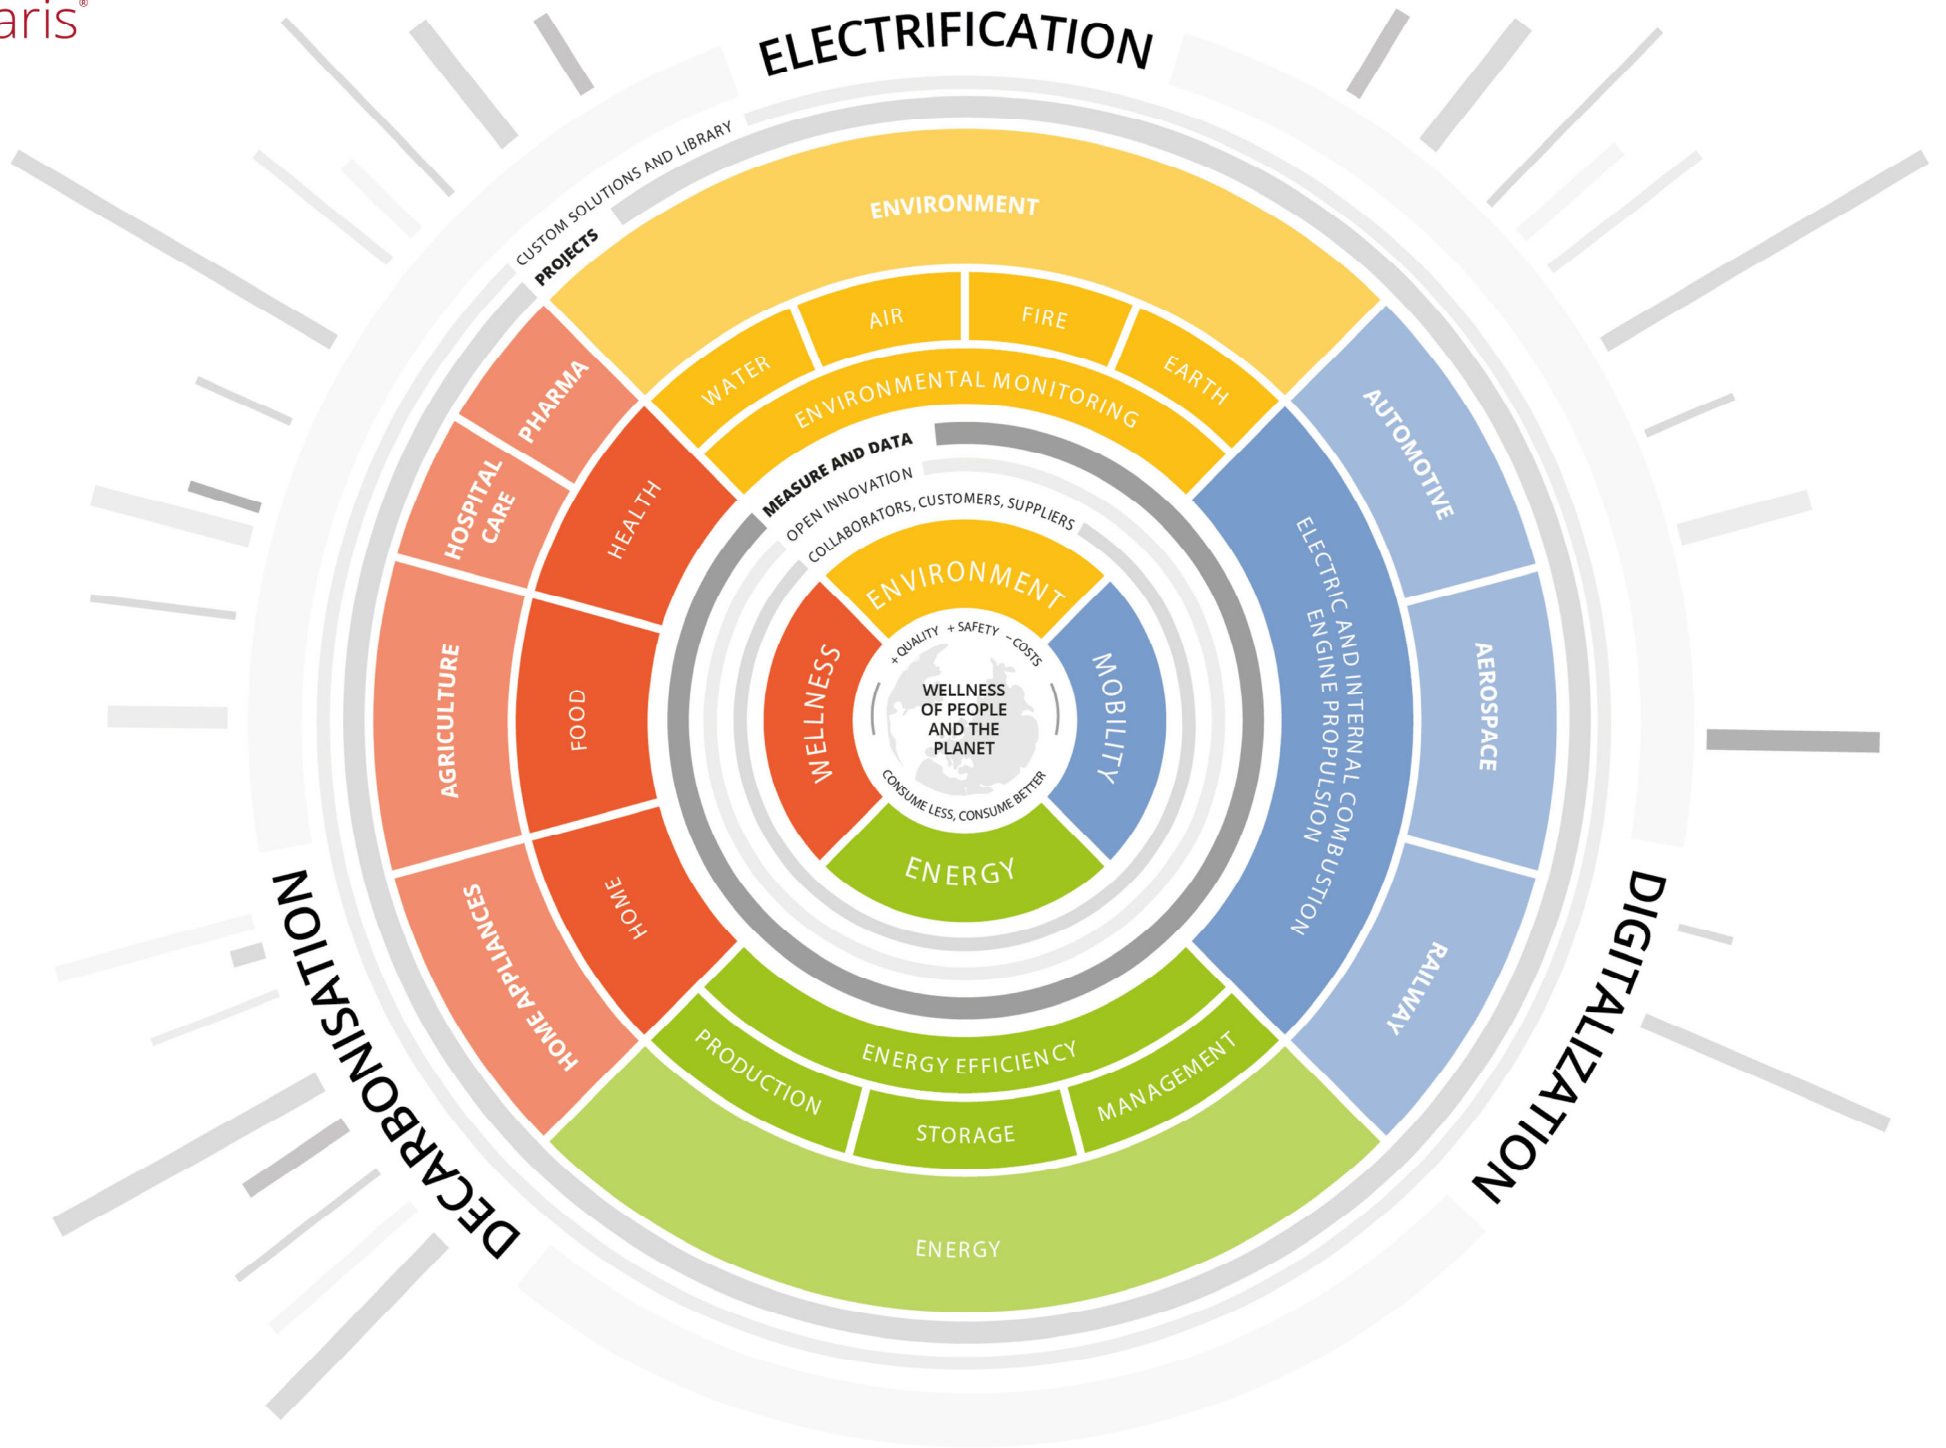 aris®
ELECTRIFICATION
CUSTOM SOLUTIONS AND LIBRARY
PROJECTS
ENVIRONMENT
WATER
AIR
FIRE
EARTH
ENVIRONMENTAL MONITORING
PHARMA
HOSPITAL
CARE
AGRICULTURE
HOME APPLIANCES
HEALTH
FOOD
HOME
MEASURE AND DATA
OPEN INNOVATION
COLLABORATORS, CUSTOMERS, SUPPLIERS
ENVIRONMENT
WELLNESS
MOBILITY
ENERGY
+ QUALITY + SAFETY - COSTS
WELLNESS
OF PEOPLE
AND THE
PLANET
CONSUME LESS, CONSUME BETTER
ELECTRIC AND INTERNAL COMBUSTION
ENGINE PROPULSION
AUTOMOTIVE
AEROSPACE
RAILWAY
ENERGY EFFICIENCY
PRODUCTION
STORAGE
MANAGEMENT
ENERGY
DECARBONISATION
DIGITALIZATION